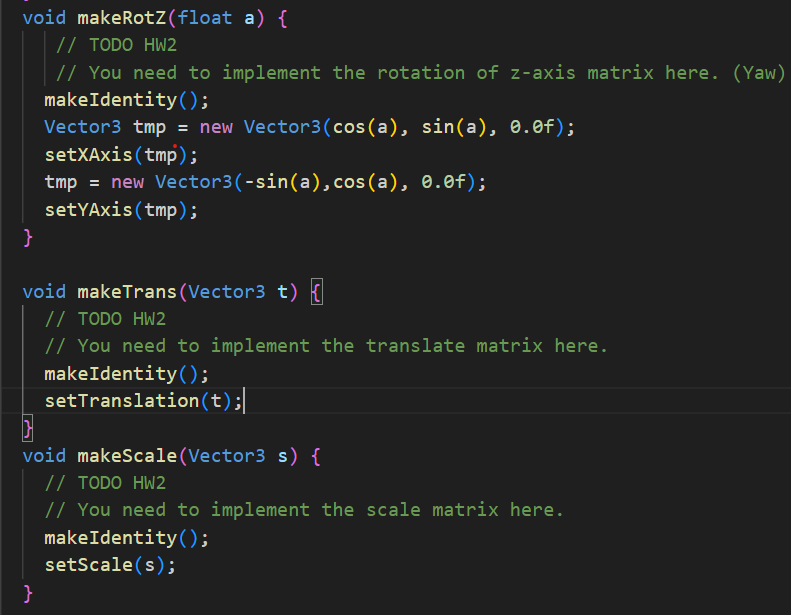 void makeRotZ(float a) {
// TODO HW2
// You need to implement the rotation of z-axis matrix here. (Yaw)
makeIdentity();
Vector3 tmp = new Vector3(cos(a), sin(a), 0.0f);
setXAxis(tmp);
tmp = new Vector3(-sin(a),cos(a), 0.0f);
setYAxis(tmp);
}
void makeTrans(Vector3 t) {
// TODO HW2
// You need to implement the translate matrix here.
makeIdentity();
setTranslation(t);
}
void makeScale(Vector3 s) {
// TODO HW2
// You need to implement the scale matrix here.
makeIdentity();
setScale(s);
}